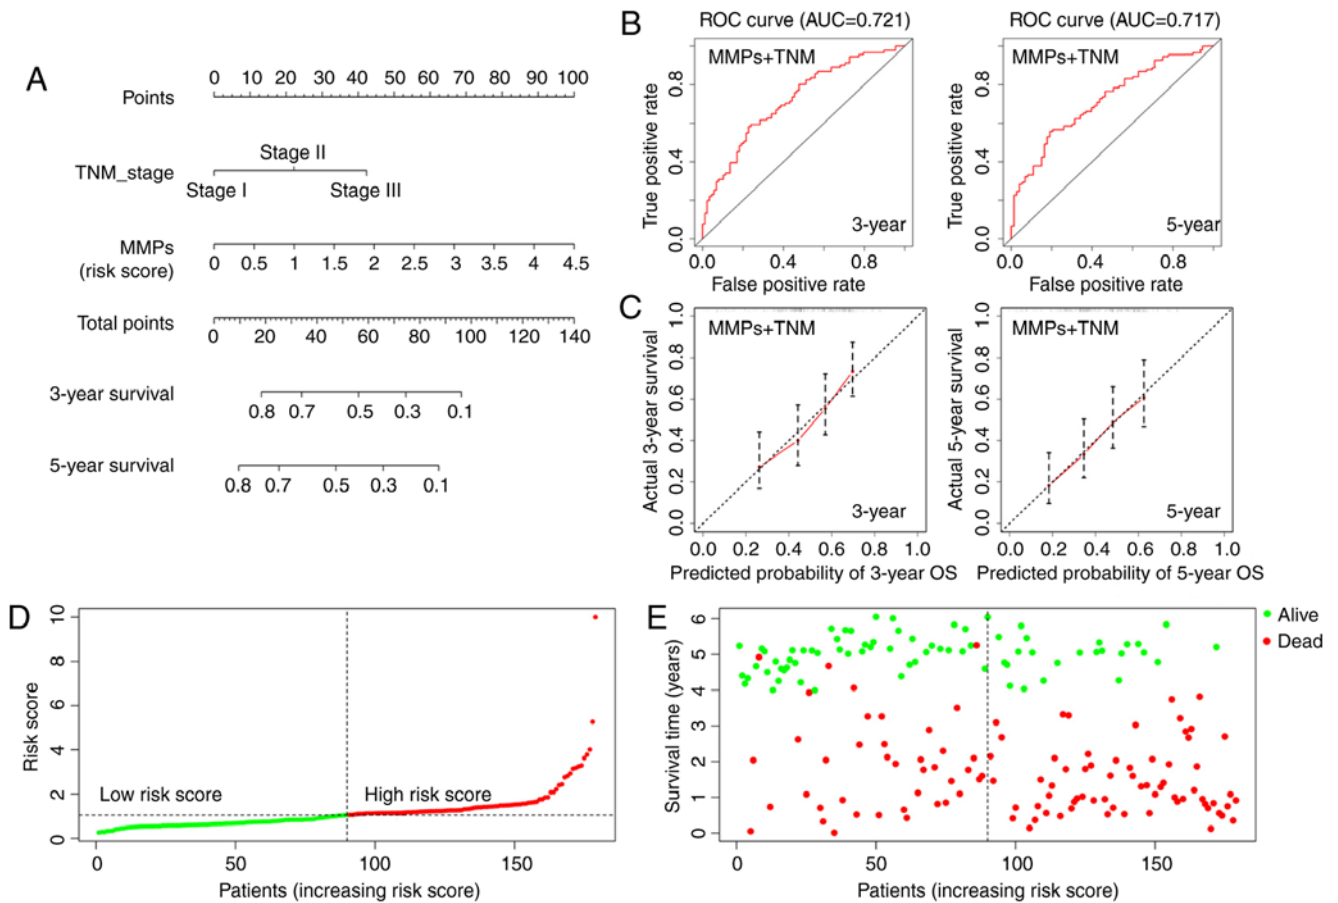 A
0 10 20 30 40 50 60 70 80 90 100
Points
Stage II
TNM_stage
Stage I Stage III
MMPs
(risk score)
0 0.5 1 1.5 2 2.5 3 3.5 4 4.5
Total points
0 20 40 60 80 100 120 140
3-year survival
0.8 0.7 0.5 0.3 0.1
5-year survival
0.8 0.7 0.5 0.3 0.1
B
ROC curve (AUC=0.721)
MMPs+TNM
True positive rate
0.8
0.4
0.0
3-year
0.0 0.4 0.8
False positive rate
ROC curve (AUC=0.717)
MMPs+TNM
True positive rate
0.8
0.4
0.0
5-year
0.0 0.4 0.8
False positive rate
C
MMPs+TNM
Actual 3-year survival
1.0
0.8
0.6
0.4
0.2
0.0
3-year
0.0 0.2 0.4 0.6 0.8 1.0
Predicted probability of 3-year OS
MMPs+TNM
Actual 5-year survival
1.0
0.8
0.6
0.4
0.2
0.0
5-year
0.0 0.2 0.4 0.6 0.8 1.0
Predicted probability of 5-year OS
D
Risk score
10
8
6
4
2
0
Low risk score
High risk score
0 50 100 150
Patients (increasing risk score)
E
Survival time (years)
6
5
4
3
2
1
0
0 50 100 150
Patients (increasing risk score)
Alive
Dead